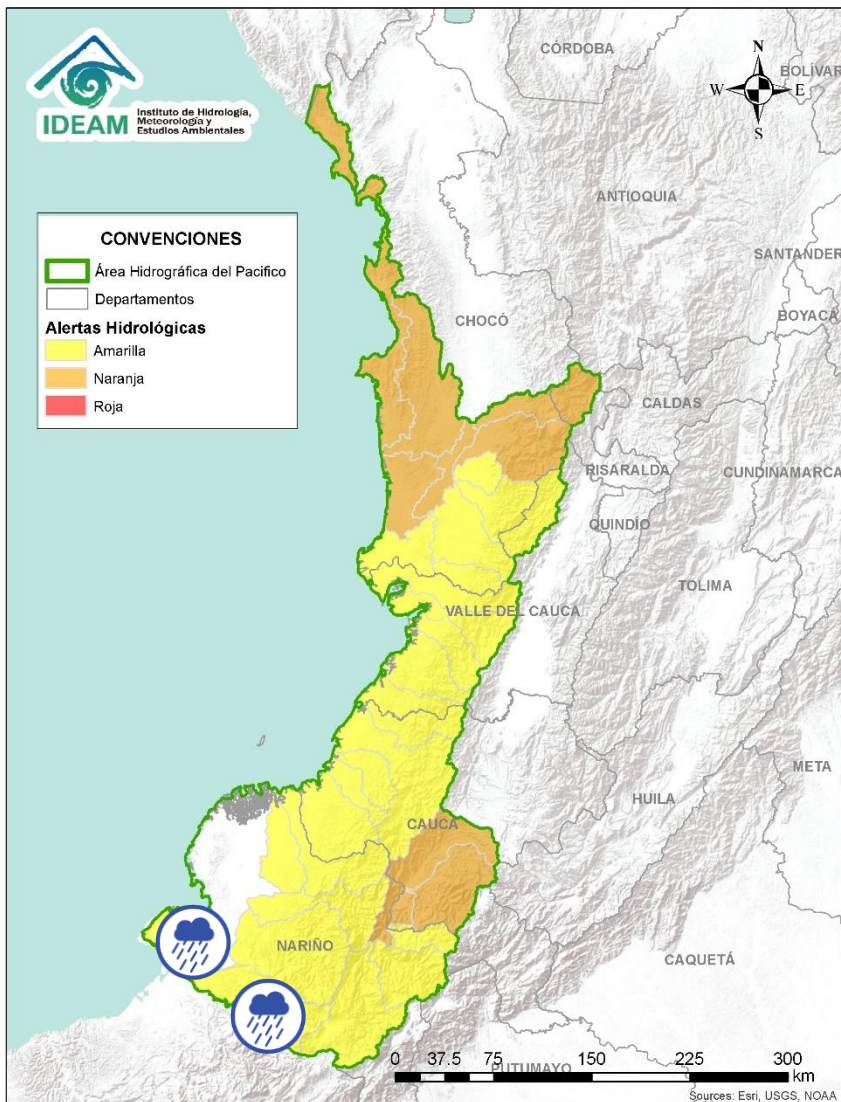 IDEAM
Instituto de Hidrología,
Meteorología y
Estudios Ambientales
CÓRDOBA
BOLÍVAR
N
W
E
S
ANTIOQUIA
SANTANDER
BOYACA
CHOCÓ
CONVENCIONES
Área Hidrográfica del Pacifico
Departamentos
Alertas Hidrológicas
Amarilla
Naranja
Roja
CALDAS
RISARALDA
CUNDINAMARCA
QUINDÍO
TOLIMA
VALLE DEL CAUCA
META
HUILA
CAUCA
NARIÑO
CAQUETÁ
PUTUMAYO
0 37.5 75 150 225 300
km
Sources: Esri, USGS, NOAA